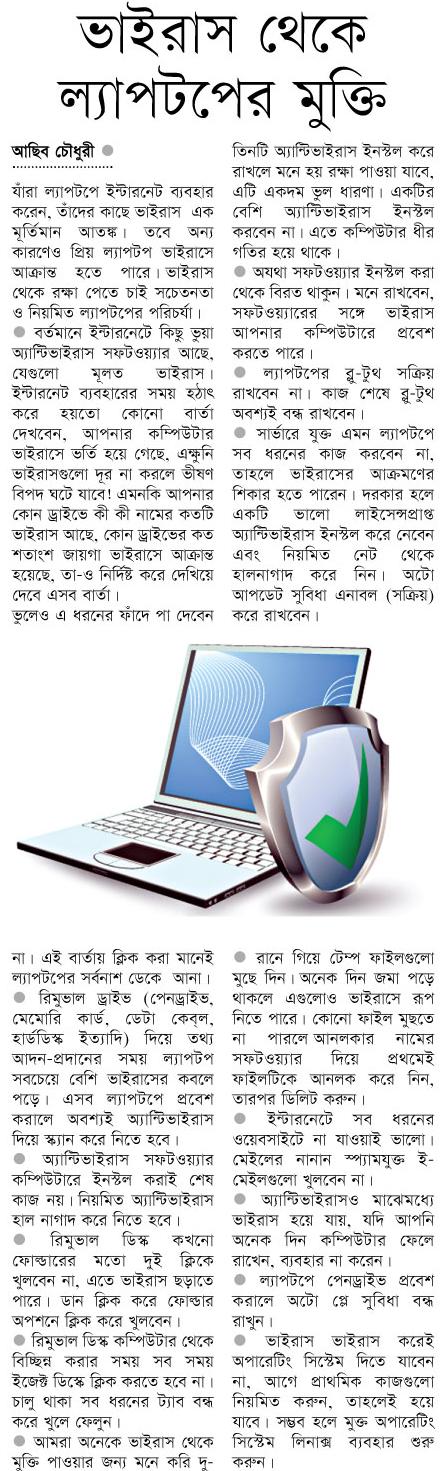 ভাইরাস থেকে
ল্যাপটপের মুক্তি
আছিব চৌধুরী ●
যাঁরা ল্যাপটপে ইন্টারনেট ব্যবহার
করেন, তাঁদের কাছে ভাইরাস এক
মূর্তিমান আতঙ্ক। তবে অন্য
কারণেও প্রিয় ল্যাপটপ ভাইরাসে
আক্রান্ত হতে পারে। ভাইরাস
থেকে রক্ষা পেতে চাই সচেতনতা
ও নিয়মিত ল্যাপটপের পরিচর্যা।
● বর্তমানে ইন্টারনেটে কিছু ভুয়া
অ্যান্টিভাইরাস সফটওয়্যার আছে,
যেগুলো মূলত ভাইরাস।
ইন্টারনেট ব্যবহারের সময় হঠাৎ
করে হয়তো কোনো বার্তা
দেখবেন, আপনার কম্পিউটার
ভাইরাসে ভর্তি হয়ে গেছে, এক্ষুনি
ভাইরাসগুলো দূর না করলে ভীষণ
বিপদ ঘটে যাবে! এমনকি আপনার
কোন ড্রাইভে কী কী নামের কতটি
ভাইরাস আছে, কোন ড্রাইভের কত
শতাংশ জায়গা ভাইরাসে আক্রান্ত
হয়েছে, তা-ও নির্দিষ্ট করে দেখিয়ে
দেবে এসব বার্তা।
ভুলেও এ ধরনের ফাঁদে পা দেবেন
না। এই বার্তায় ক্লিক করা মানেই
ল্যাপটপের সর্বনাশ ডেকে আনা।
● রিমুভাল ড্রাইভ (পেনড্রাইভ,
মেমোরি কার্ড, ডেটা কেব্‌ল,
হার্ডডিস্ক ইত্যাদি) দিয়ে তথ্য
আদন-প্রদানের সময় ল্যাপটপ
সবচেয়ে বেশি ভাইরাসের কবলে
পড়ে। এসব ল্যাপটপে প্রবেশ
করালে অবশ্যই অ্যান্টিভাইরাস
দিয়ে স্ক্যান করে নিতে হবে।
● অ্যান্টিভাইরাস সফটওয়্যার
কম্পিউটারে ইনস্টল করাই শেষ
কাজ নয়। নিয়মিত অ্যান্টিভাইরাস
হাল নাগাদ করে নিতে হবে।
● রিমুভাল ডিস্ক কখনো
ফোল্ডারের মতো দুই ক্লিকে
খুলবেন না, এতে ভাইরাস ছড়াতে
পারে। ডান ক্লিক করে ফোল্ডার
অপশনে ক্লিক করে খুলবেন।
● রিমুভাল ডিস্ক কম্পিউটার থেকে
বিচ্ছিন্ন করার সময় সব সময়
ইজেক্ট ডিস্কে ক্লিক করতে হবে না।
চালু থাকা সব ধরনের ট্যাব বন্ধ
করে খুলে ফেলুন।
● আমরা অনেকে ভাইরাস থেকে
মুক্তি পাওয়ার জন্য মনে করি দু-
তিনটি অ্যান্টিভাইরাস ইনস্টল করে
রাখলে মনে হয় রক্ষা পাওয়া যাবে,
এটি একদম ভুল ধারণা। একটির
বেশি অ্যান্টিভাইরাস ইনস্টল
করবেন না। এতে কম্পিউটার ধীর
গতির হয়ে থাকে।
● অযথা সফটওয়্যার ইনস্টল করা
থেকে বিরত থাকুন। মনে রাখবেন,
সফটওয়্যারের সঙ্গে ভাইরাস
আপনার কম্পিউটারে প্রবেশ
করতে পারে।
● ল্যাপটপের ব্লু-টুথ সক্রিয়
রাখবেন না। কাজ শেষে ব্লু-টুথ
অবশ্যই বন্ধ রাখবেন।
● সার্ভারে যুক্ত এমন ল্যাপটপে
সব ধরনের কাজ করবেন না,
তাহলে ভাইরাসের আক্রমণের
শিকার হতে পারেন। দরকার হলে
একটি ভালো লাইসেন্সপ্রাপ্ত
অ্যান্টিভাইরাস ইনস্টল করে নেবেন
এবং নিয়মিত নেট থেকে
হালনাগাদ করে নিন। অটো
আপডেট সুবিধা এনাবল (সক্রিয়)
করে রাখবেন।
● রানে গিয়ে টেম্প ফাইলগুলো
মুছে দিন। অনেক দিন জমা পড়ে
থাকলে এগুলোও ভাইরাসে রূপ
নিতে পারে। কোনো ফাইল মুছতে
না পারলে আনলকার নামের
সফটওয়্যার দিয়ে প্রথমেই
ফাইলটিকে আনলক করে নিন,
তারপর ডিলিট করুন।
● ইন্টারনেটে সব ধরনের
ওয়েবসাইটে না যাওয়াই ভালো।
মেইলের নানান স্প্যামযুক্ত ই-
মেইলগুলো খুলবেন না।
● অ্যান্টিভাইরাসও মাঝেমধ্যে
ভাইরাস হয়ে যায়, যদি আপনি
অনেক দিন কম্পিউটার ফেলে
রাখেন, ব্যবহার না করেন।
● ল্যাপটপে পেনড্রাইভ প্রবেশ
করালে অটো প্লে সুবিধা বন্ধ
রাখুন।
● ভাইরাস ভাইরাস করেই
অপারেটিং সিস্টেম দিতে যাবেন
না, আগে প্রাথমিক কাজগুলো
নিয়মিত করুন, তাহলেই হয়ে
যাবে। সম্ভব হলে মুক্ত অপারেটিং
সিস্টেম লিনাক্স ব্যবহার শুরু
করুন।